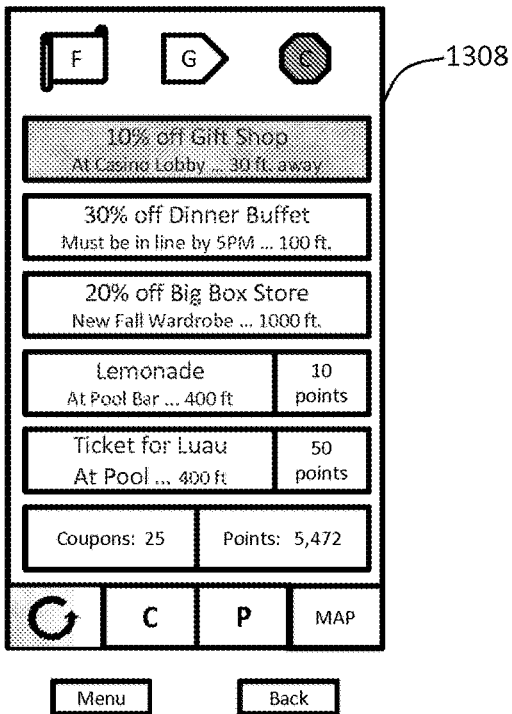 F G C
1308
10% off Gift Shop
At Casino Lobby ... 30 ft. away
30% off Dinner Buffet
Must be in line by 5PM ... 100 ft.
20% off Big Box Store
New Fall Wardrobe ... 1000 ft.
Lemonade
At Pool Bar ... 400 ft
10
points
Ticket for Luau
At Pool ... 400 ft
50
points
Coupons: 25 Points: 5,472
C P MAP
Menu Back